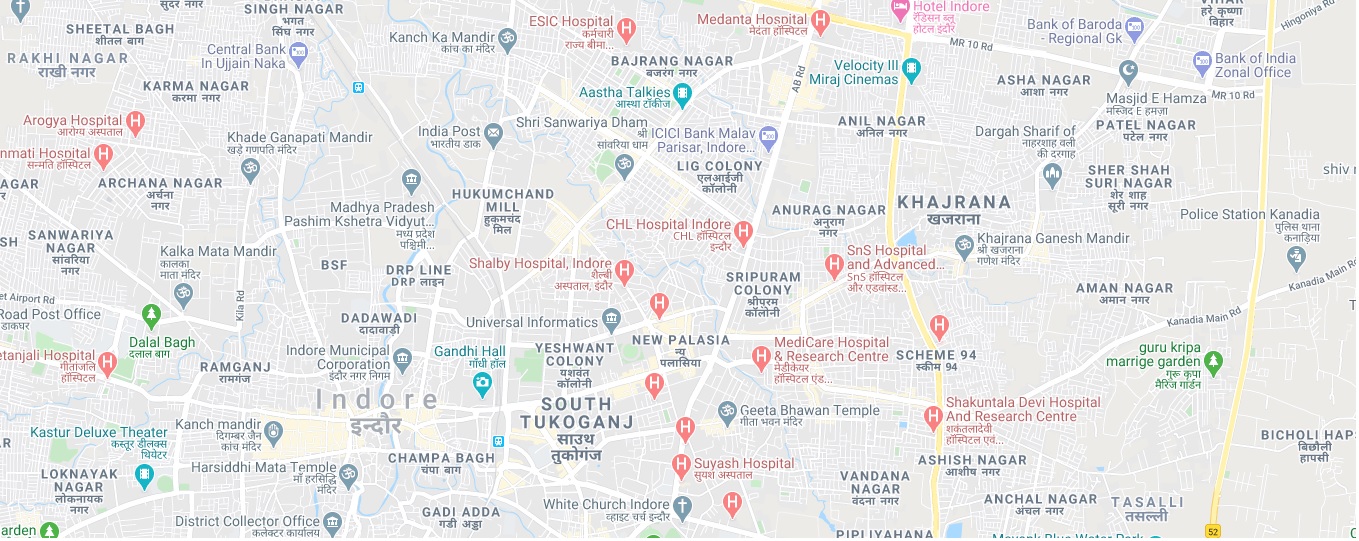 SHEETAL BAGH
शीतल बाग
SINGH NAGAR
भगत
सिंह नगर
सुदर नगर
RAKHI NAGAR
राखी नगर
Central Bank
In Ujjain Naka
KARMA NAGAR
करमा नगर
Kanch Ka Mandir
कांच का मंदिर
ESIC Hospital
कर्मचारी
राज्य बीमा...
Medanta Hospital
मेदंता हॉस्पिटल
Hotel Indore
रॅडिसन ब्लू
होटल इंदौर
BAJRANG NAGAR
बजरंग नगर
Aastha Talkies
आस्था टॉकीज
AB Rd
Velocity III
Miraj Cinemas
MR 10 Rd
Bank of Baroda
- Regional Gk
VIHAR
हरे कृष्णा
बिहार
Hingoniya Rd
Bank of India
Zonal Office
ASHA NAGAR
आशा नगर
MR 10 Rd
Masjid E Hamza
मस्जिद E हमज़ा
PATEL NAGAR
पटेल नगर
Arogya Hospital
आरोग्य अस्पताल
nmati Hospital
सन्मति हॉस्पिटल
Khade Ganapati Mandir
खड़े गणपति मंदिर
India Post
भारतीय डाक
Shri Sanwariya Dham
श्री
सांवरिया धाम
ICICI Bank Malav
Parisar, Indore...
ANIL NAGAR
अनिल नगर
Dargah Sharif of
नाहरशाह वली
की दरगाह
LIG COLONY
एलआईजी
कॉलोनी
SHER SHAH
SURI NAGAR
शेर शाह
सूरी नगर
shiv
AGAR
ARCHANA NAGAR
अर्चना
नगर
HUKUMCHAND
MILL
हुकुमचंद
मिल
Madhya Pradesh
Pashim Kshetra Vidyut...
मध्य प्रदेश
पश्चिमी...
KHAJRANA
खजराना
ANURAG NAGAR
अनुराग
नगर
Police Station Kanadia
पुलिस थाना
कनाड़िया
CHL Hospital Indore
CHL हॉस्पिटल
इन्दौर
SH
SANWARIYA
NAGAR
सांवरिया
नगर
Kalka Mata Mandir
कालका
माता मंदिर
BSF
DRP LINE
DRP लाइन
Shalby Hospital, Indore
शैल्बी
अस्पताल, इंदौर
SnS Hospital
and Advanced...
SnS हॉस्पिटल
और एडवांस्ड...
Khajrana Ganesh Mandir
श्री खजराना
गणेश मंदिर
SRIPURAM
COLONY
श्रीपुरम
कॉलोनी
AMAN NAGAR
अमान नगर
Kanadia Main Rd
Kanadia Main Rd
et Airport Rd
Road Post Office
डाकघर
Kila Rd
Dalal Bagh
दलाल बाग
DADAWADI
दादावाड़ी
Universal Informatics
NEW PALASIA
न्यू
पलासिया
YESHWANT
COLONY
यशवंत
कॉलोनी
MediCare Hospital
& Research Centre
मेडीकेयर
हॉस्पिटल एंड...
SCHEME 94
स्कीम 94
guru kripa
marrige garden
गुरू कृपा
मैरिज गार्डन
etanjali Hospital
गीतांजलि
हॉस्पिटल
RAMGANJ
रामगंज
Indore Municipal
Corporation
इंदौर नगर निगम
Gandhi Hall
गाँधी हॉल
Indore
इन्दौर
SOUTH
TUKOGANJ
साउथ
तुकोगंज
Geeta Bhawan Temple
गीता भवन मंदिर
Shakuntala Devi Hospital
And Research Centre
शकंतलादेवी
हॉस्पिटल एवं...
Kastur Deluxe Theater
कस्तूर डीलक्स
थियेटर
Kanch mandir
दिगम्बर जैन
कांच मंदिर
BICHOLI HAPS
बिछोली
हापसी
LOKNAYAK
NAGAR
लोकनायक
नगर
Harsiddhi Mata Temple
माँ हरसिद्धि
मंदिर
CHAMPA BAGH
चंपा बाग
Suyash Hospital
सुयश अस्पताल
ASHISH NAGAR
आशीष नगर
VANDANA
NAGAR
वंदना नगर
GADI ADDA
गडी अड्डा
White Church Indore
व्हाइट चर्च इन्दौर
ANCHAL NAGAR
अंचल नगर
TASALLI
तसल्ली
District Collector Office
कलेक्टर कार्यालय
arden
PIPLIYAHANA
Mayank Blue Water Park
52